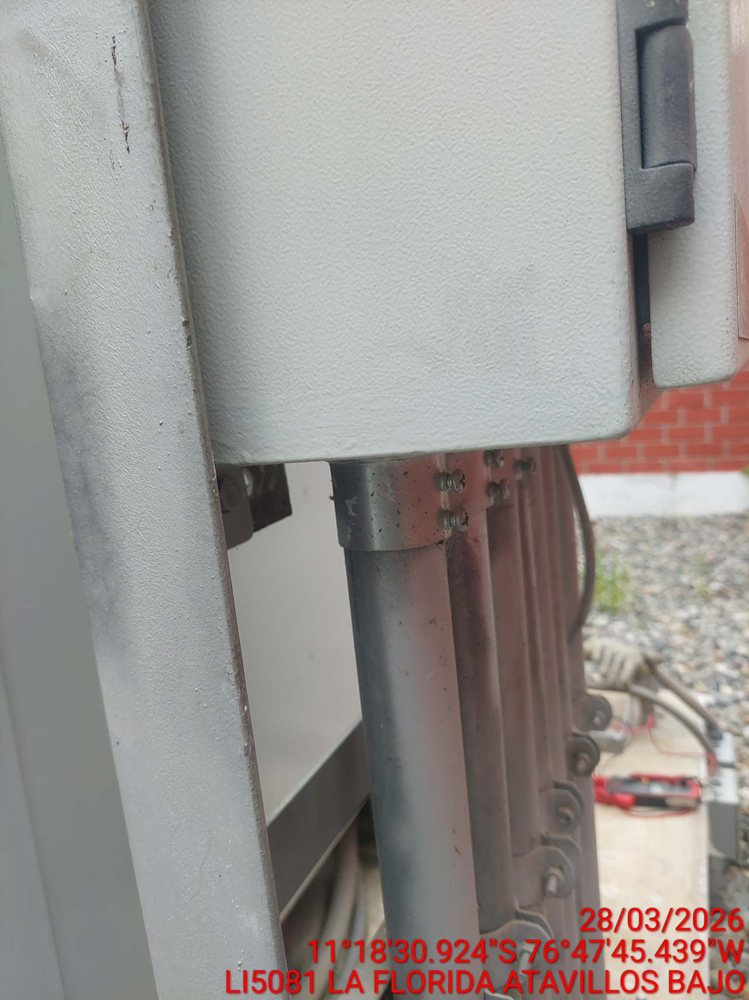 28/03/2026
11°18'30.924"S 76°47'45.439"W
LI5081 LA FLORIDA ATAVILLOS BAJO